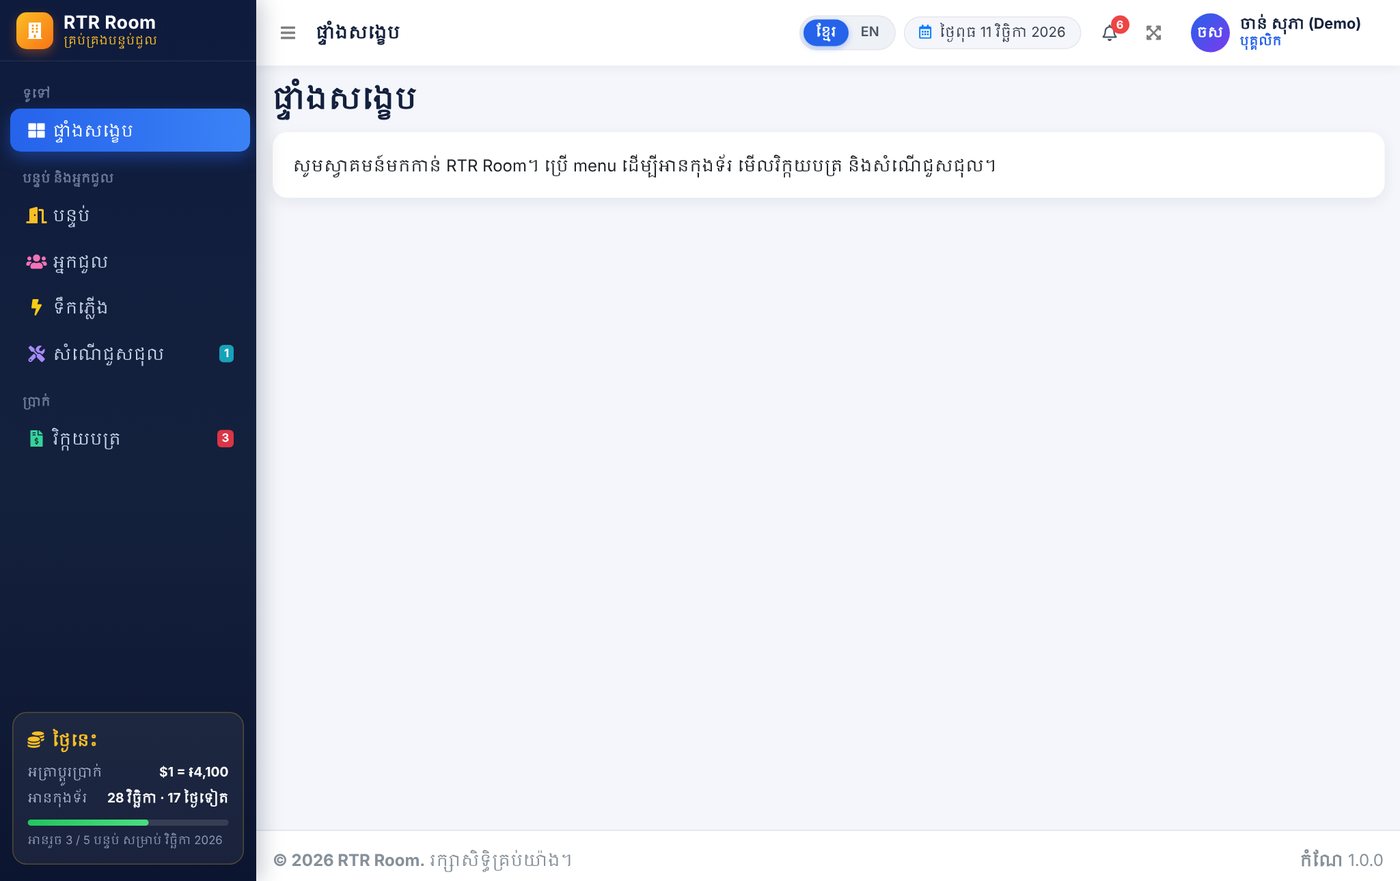 RTR Room
គ្រប់គ្រងបន្ទប់ជួល
ទូទៅ
ផ្ទាំងសង្ខេប
បន្ទប់ និងអ្នកជួល
បន្ទប់
អ្នកជួល
ទឹកភ្លើង
សំណើជួសជុល 1
ប្រាក់
វិក្កយបត្រ 3
ថ្ងៃនេះ
អត្រាប្តូរប្រាក់ $1 = ៛4,100
អានកុងទ័រ 28 វិច្ឆិកា · 17 ថ្ងៃទៀត
អានរួច 3 / 5 បន្ទប់ សម្រាប់ វិច្ឆិកា 2026
ផ្ទាំងសង្ខេប
ខ្មែរ EN
ថ្ងៃពុធ 11 វិច្ឆិកា 2026
6
ចស
ចាន់ សុភា (Demo)
បុគ្គលិក
ផ្ទាំងសង្ខេប
សូមស្វាគមន៍មកកាន់ RTR Room។ ប្រើ menu ដើម្បីអានកុងទ័រ មើលវិក្កយបត្រ និងសំណើជួសជុល។
© 2026 RTR Room. រក្សាសិទ្ធិគ្រប់យ៉ាង។
កំណែ 1.0.0